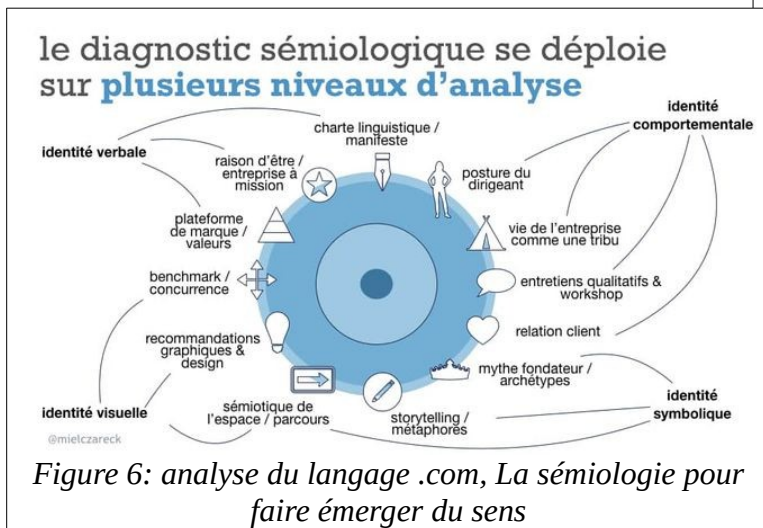 le diagnostic sémiologique se déploie
sur plusieurs niveaux d'analyse
identité
comportementale
charte linguistique /
manifeste
identité verbale
raison d'être /
entreprise à
mission
posture du
dirigeant
plateforme
de marque /
valeurs
vie de l'entreprise
comme une tribu
benchmark /
concurrence
entretiens qualitatifs &
workshop
recommandations
graphiques &
design
relation client
mythe fondateur /
archétypes
identité
symbolique
identité visuelle
sémiotique de
l'espace / parcours
storytelling /
métaphores
@mielczareck
Figure 6: analyse du langage .com, La sémiologie pour
faire émerger du sens